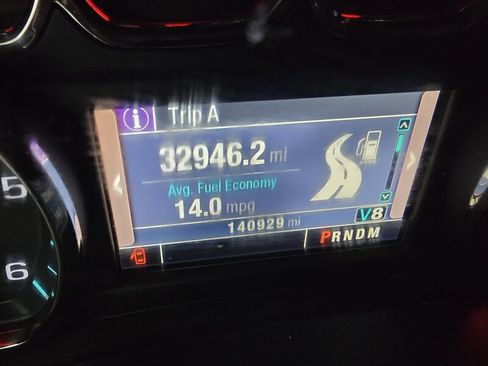 Trip A
32946.2 mi
Avg. Fuel Economy
14.0 mpg
V8
140929 mi
PRNDM
5
6